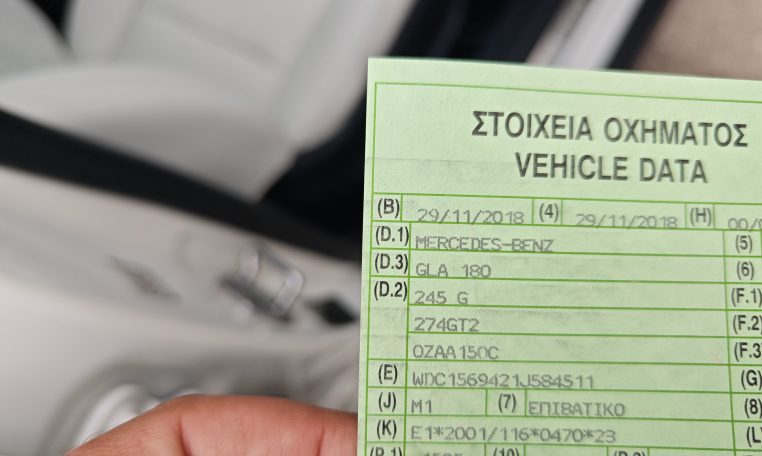 ΣΤΟΙΧΕΙΑ ΟΧΗΜΑΤΟΣ
VEHICLE DATA
(B) 29/11/2018 (4) 29/11/2018 (H)
(D.1) MERCEDES-BENZ (5)
(D.3) GLA 180 (6)
(D.2) 245 G (F.1)
274GT2 (F.2)
OZAA150C (F.3
(E) WDC1569421J584511 (G)
(J) M1 (7) ΕΠΙΒΑΤΙΚΟ (8)
(K) E1*2001/116*0470*23 (L